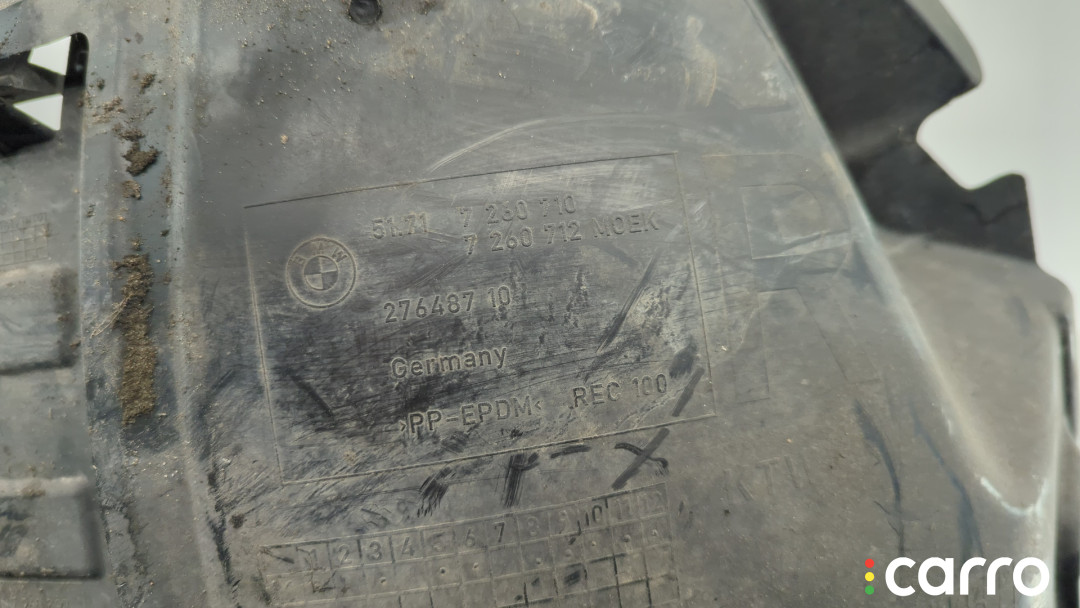 51.71 7 260 710
7 260 712 MOEK
BMW
276487 10
Germany
>PP-EPDM< REC 100
1 2 3 4 5 6 7 8 9 10 11 12
carro